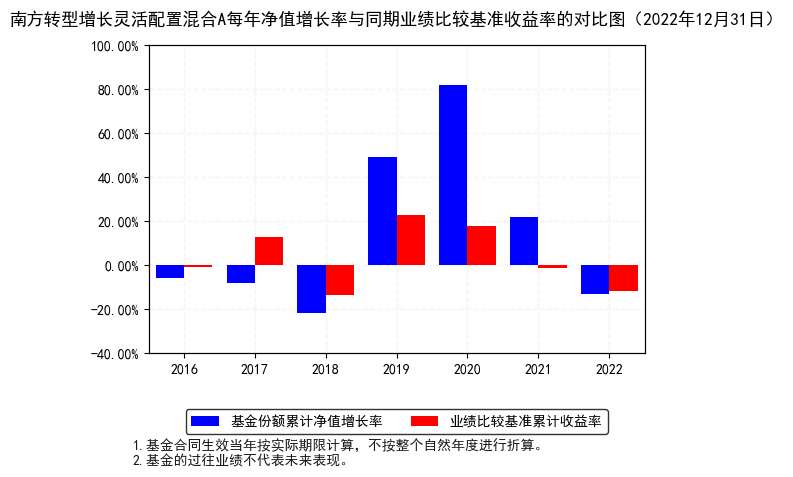 南方转型增长灵活配置混合A每年净值增长率与同期业绩比较基准收益率的对比图（2022年12月31日）
100.00%
80.00%
60.00%
40.00%
20.00%
0.00%
-20.00%
-40.00%
2016 2017 2018 2019 2020 2021 2022
基金份额累计净值增长率 业绩比较基准累计收益率
1.基金合同生效当年按实际期限计算，不按整个自然年度进行折算。
2.基金的过往业绩不代表未来表现。